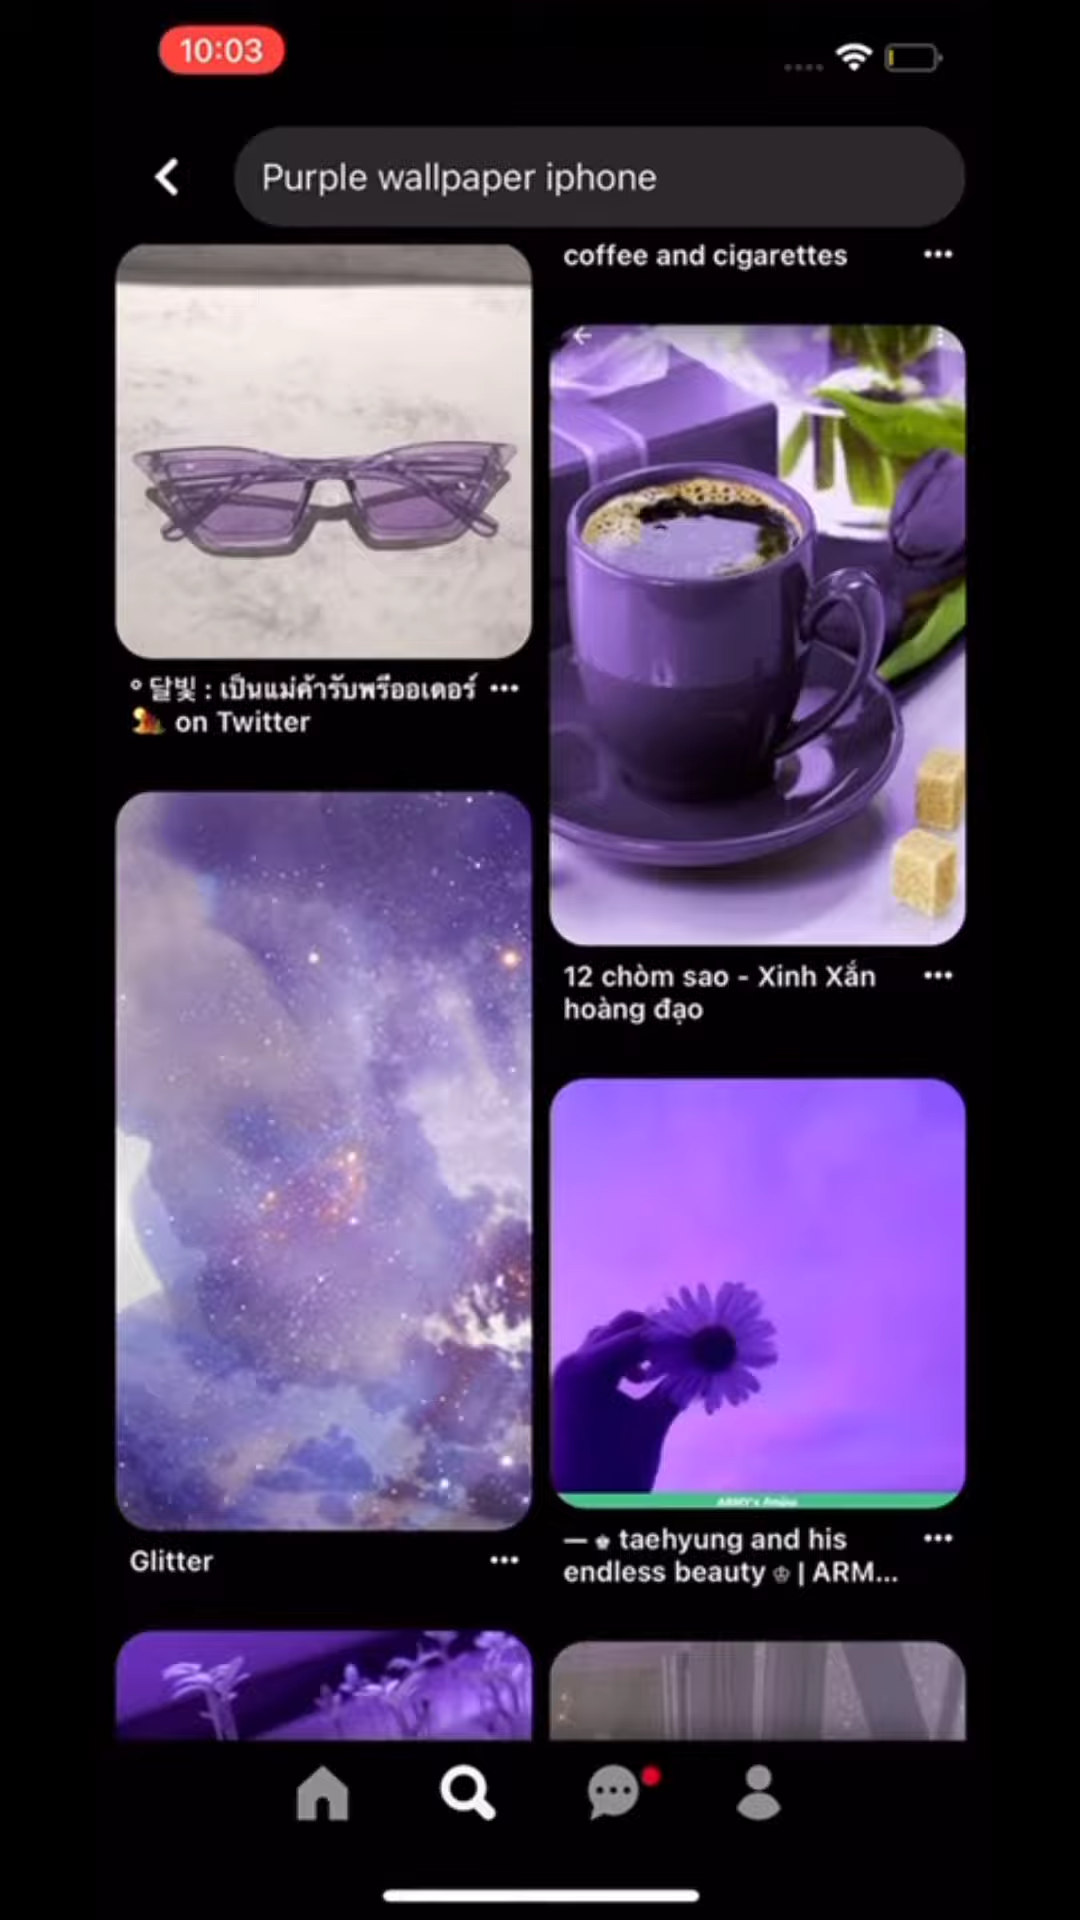 10:03
Purple wallpaper iphone
coffee and cigarettes
° 달빛 : เป็นแม่ค้ารับพรีออเดอร์
on Twitter
12 chòm sao - Xinh Xắn
hoàng đạo
ARMY's Amino
Glitter
— ♚ taehyung and his
endless beauty ♔ | ARM...